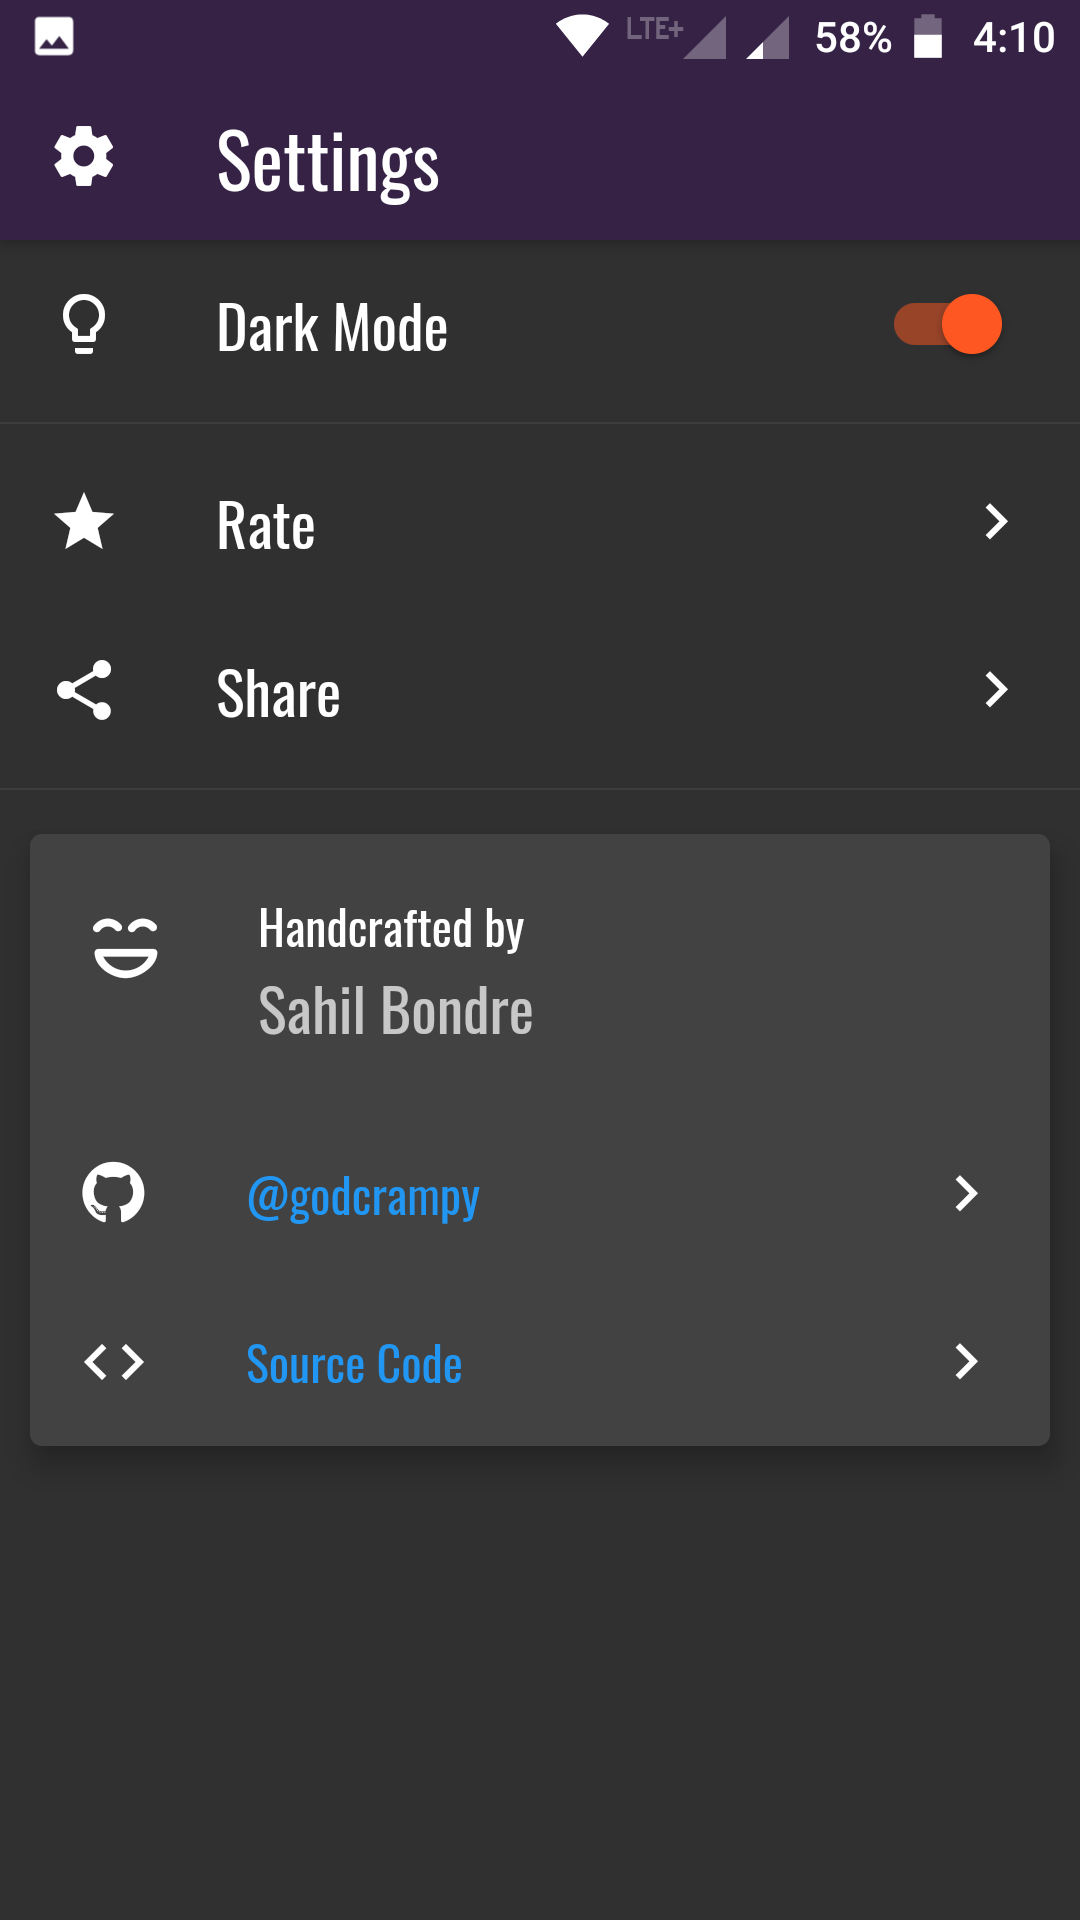 LTE+ 58% 4:10
Settings
Dark Mode
Rate
Share
Handcrafted by
Sahil Bondre
@godcrampy
Source Code